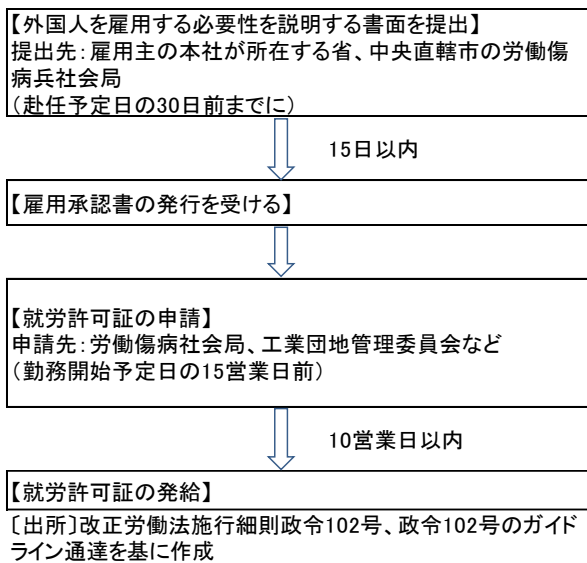 【外国人を雇用する必要性を説明する書面を提出】
提出先：雇用主の本社が所在する省、中央直轄市の労働傷
病兵社会局
（赴任予定日の30日前までに）
15日以内
【雇用承認書の発行を受ける】
【就労許可証の申請】
申請先：労働傷病社会局、工業団地管理委員会など
（勤務開始予定日の15営業日前）
10営業日以内
【就労許可証の発給】
〔出所〕改正労働法施行細則政令102号、政令102号のガイド
ライン通達を基に作成